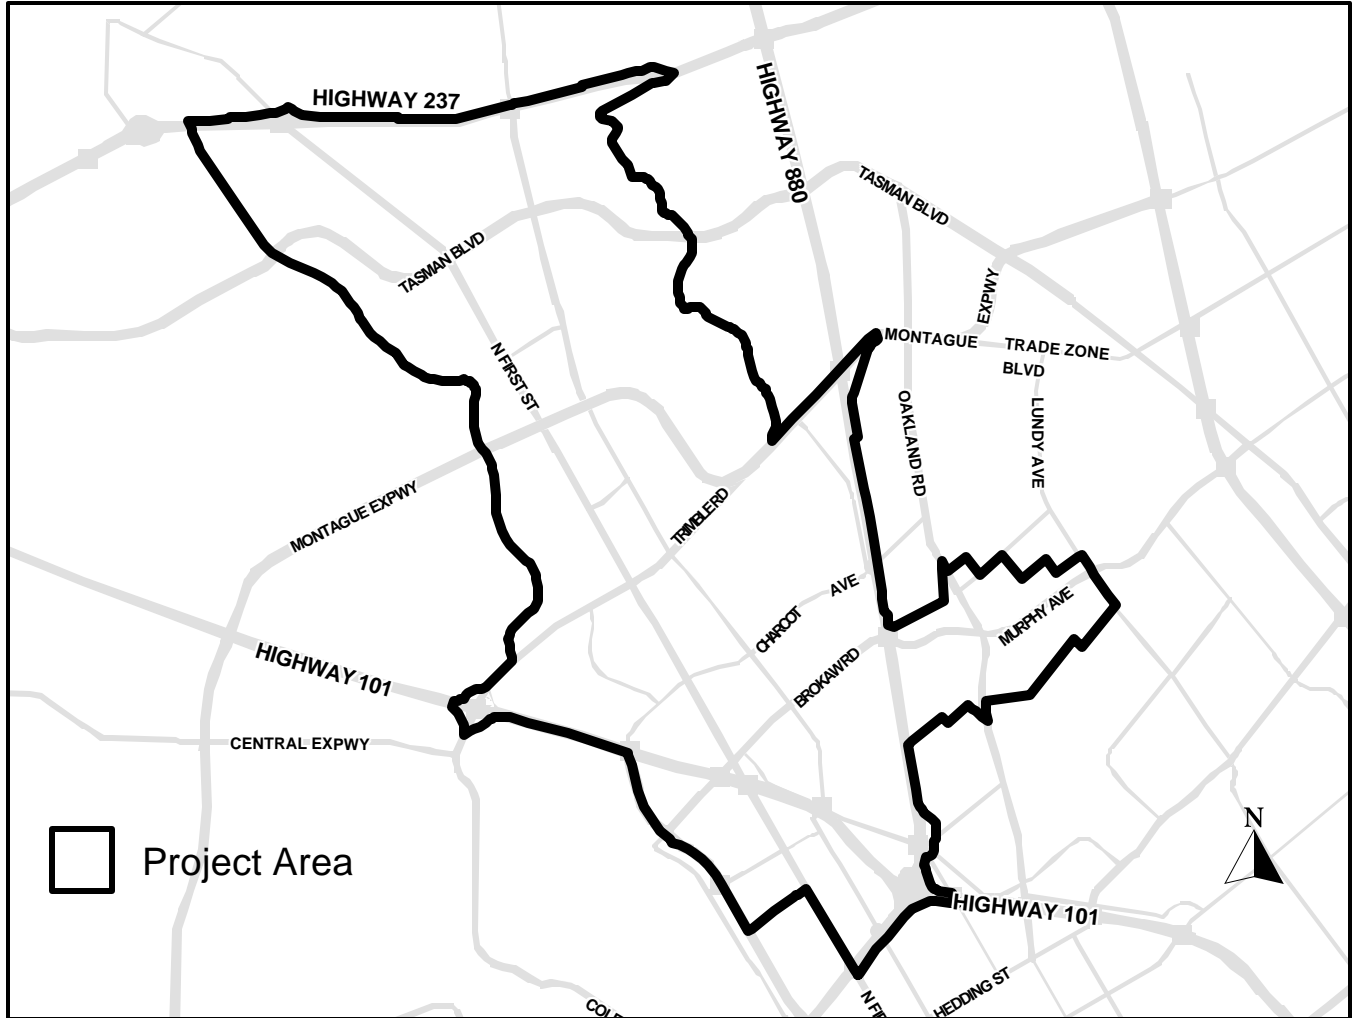 HIGHWAY 237
HIGHWAY 880
TASMAN BLVD
TASMAN BLVD
EXPWY
MONTAGUE
TRADE ZONE
BLVD
N FIRST ST
OAKLAND RD
LUNDY AVE
MONTAGUE EXPWY
TRIMBLE RD
CHARCOT AVE
MURPHY AVE
BROKAW RD
HIGHWAY 101
CENTRAL EXPWY
Project Area
N
HIGHWAY 101
HEDDING ST
N FIR